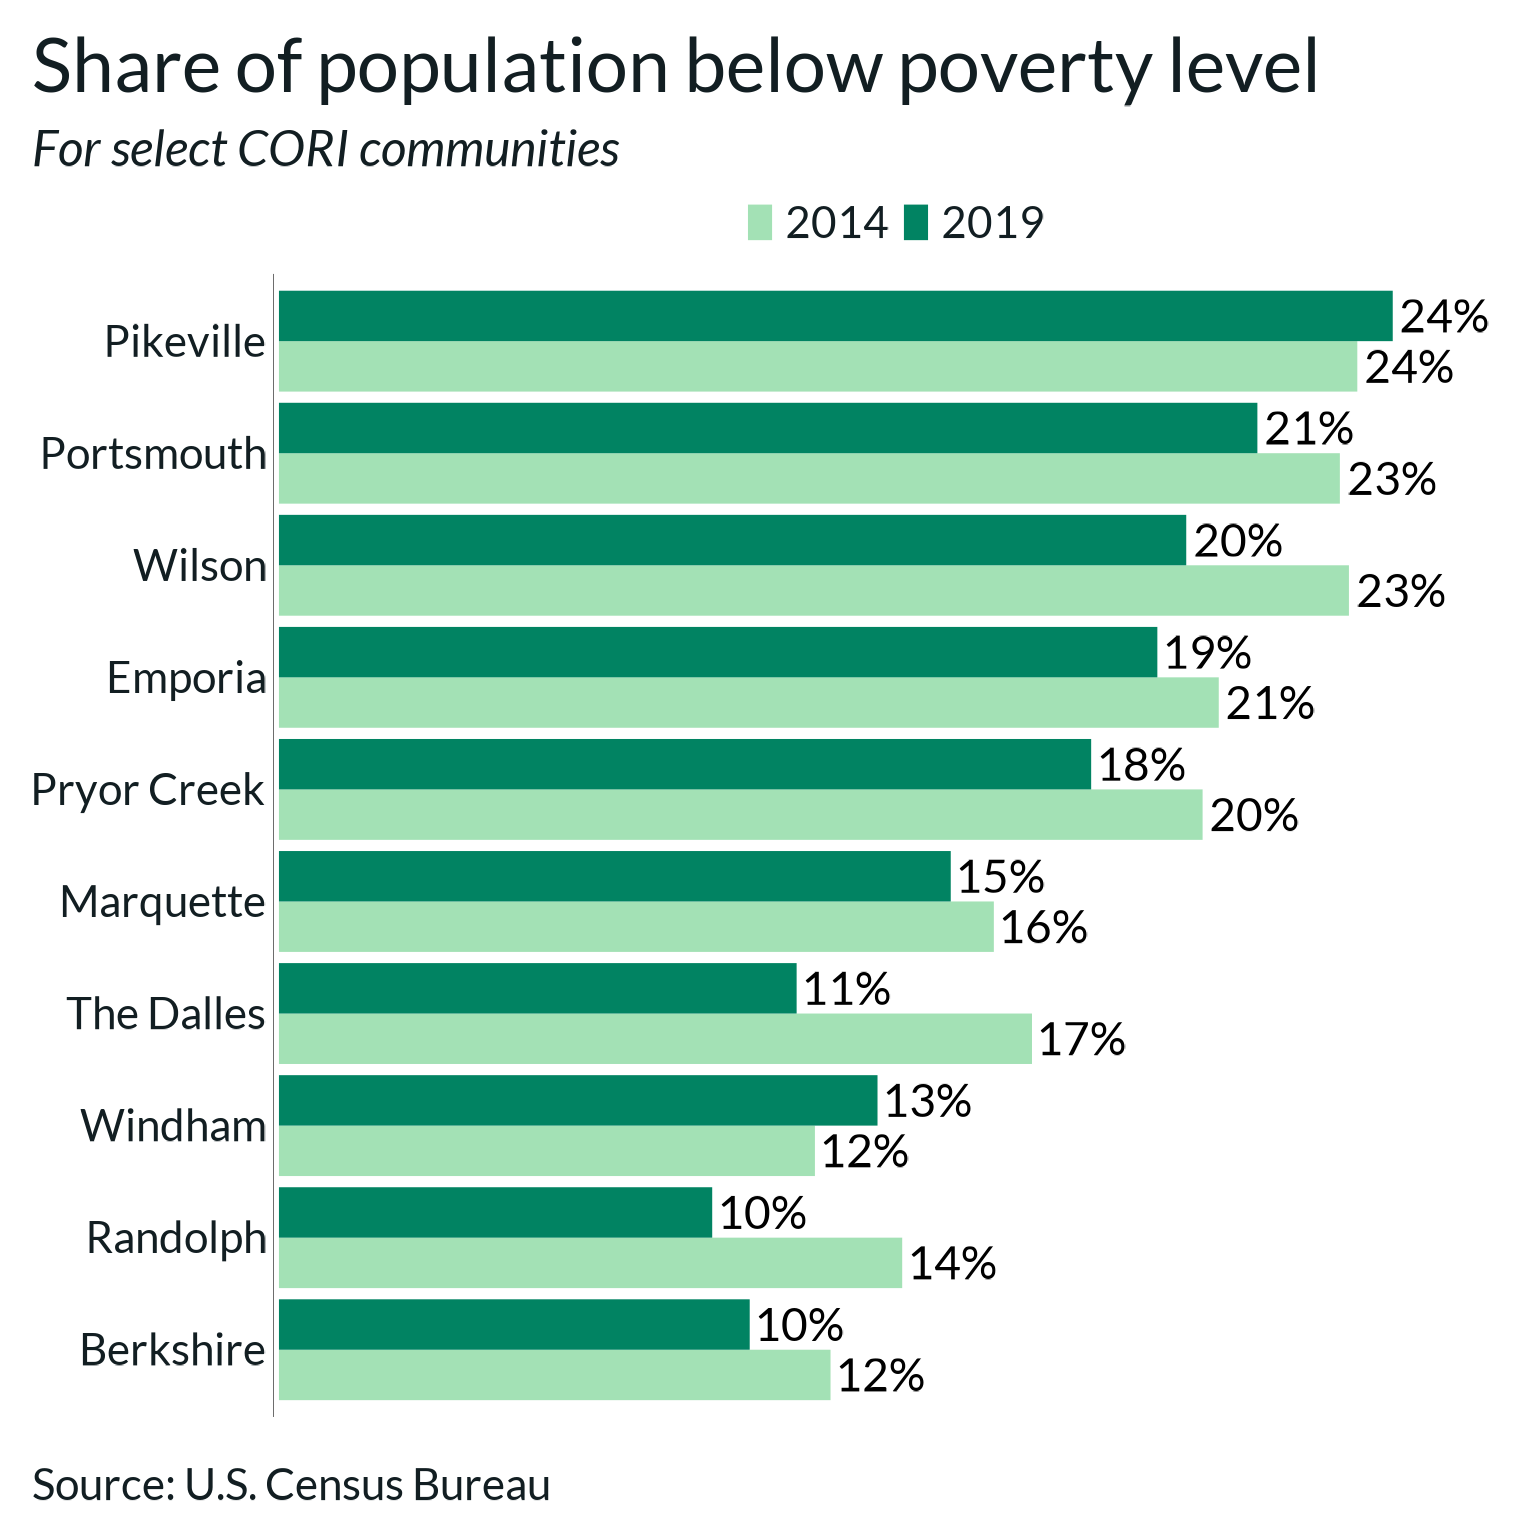 Share of population below poverty level
For select CORI communities
2014 2019
Pikeville
24%
24%
Portsmouth
21%
23%
Wilson
20%
23%
Emporia
19%
21%
Pryor Creek
18%
20%
Marquette
15%
16%
The Dalles
11%
17%
Windham
13%
12%
Randolph
10%
14%
Berkshire
10%
12%
Source: U.S. Census Bureau